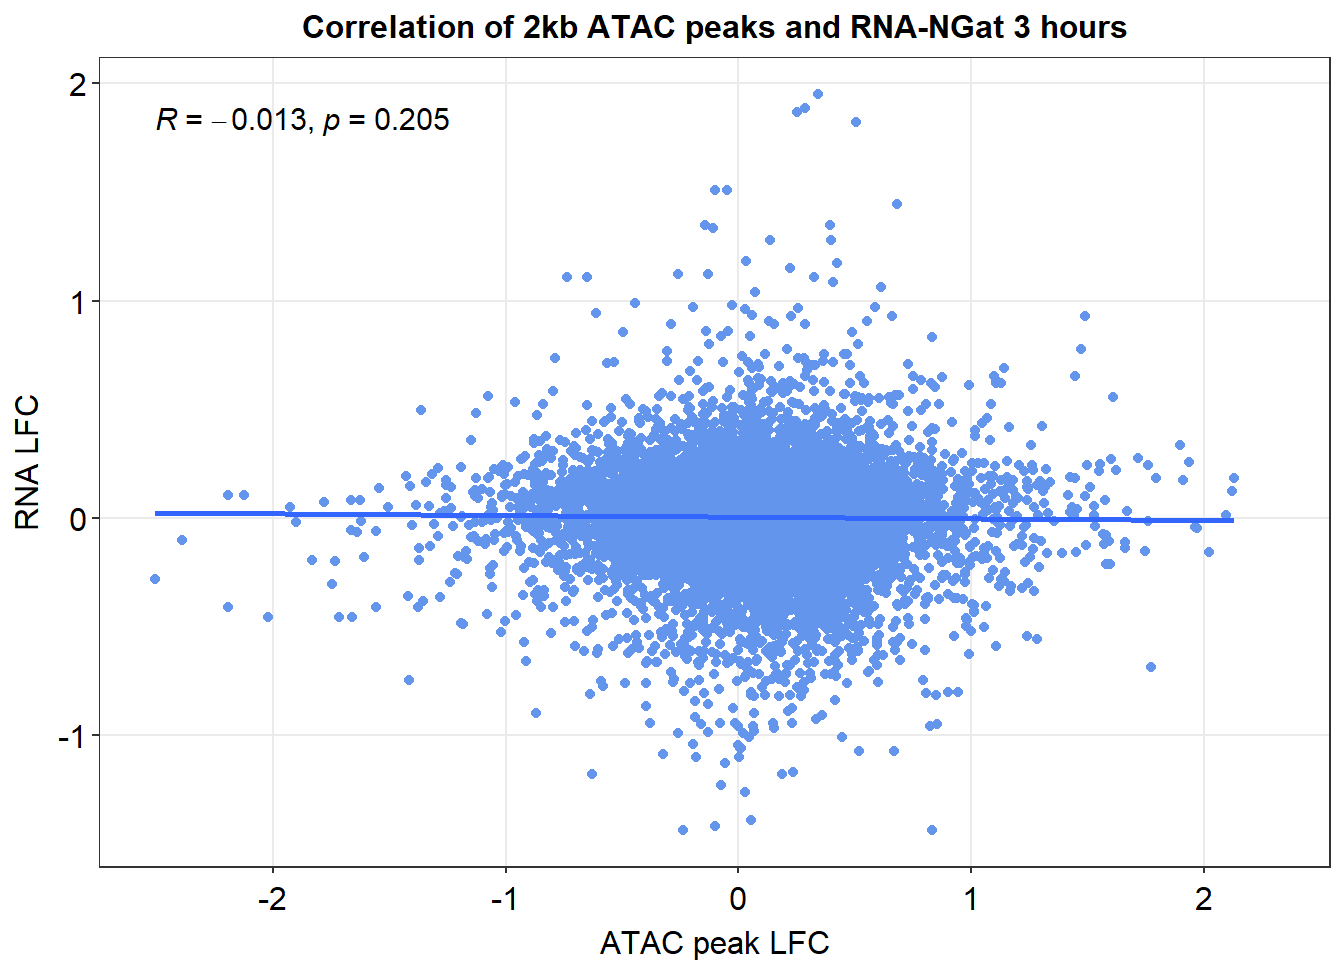 Correlation of 2kb ATAC peaks and RNA-NGat 3 hours
R = −0.013, p = 0.205
2
1
0
-1
RNA LFC
-2
-1
0
1
2
ATAC peak LFC